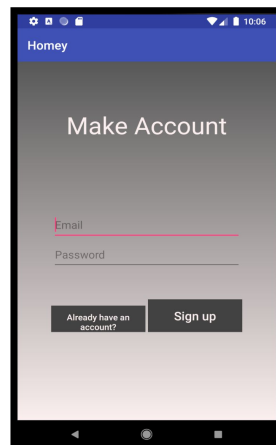 10:06
Homey
Make Account
Email
Password
Already have an
account?
Sign up